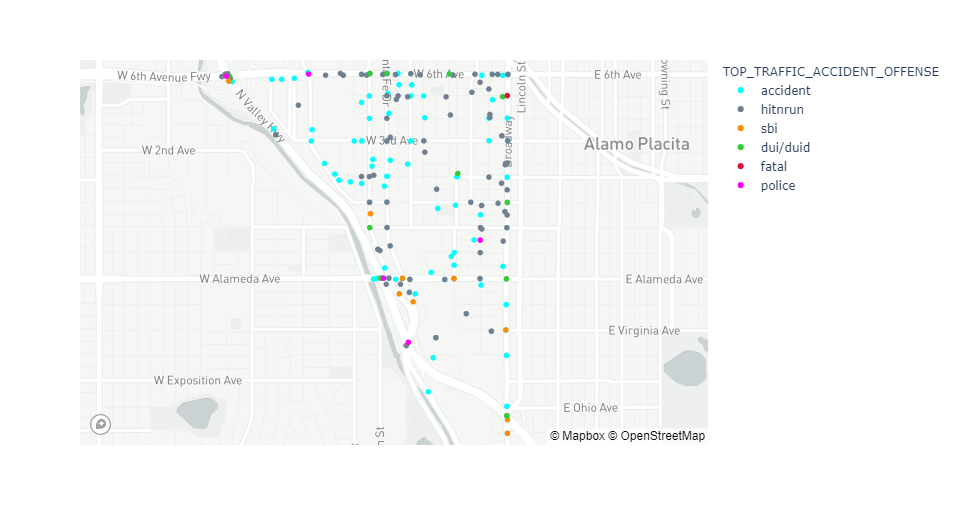 TOP_TRAFFIC_ACCIDENT_OFFENSE
accident
hitnrun
sbi
dui/duid
fatal
police
W 6th Avenue Fwy
W 6th Ave
E 6th Ave
Lincoln St
N Valley Hwy
W 3rd Ave
Alamo Placita
W 2nd Ave
W Alameda Ave
E Alameda Ave
E Virginia Ave
W Exposition Ave
E Ohio Ave
© Mapbox © OpenStreetMap